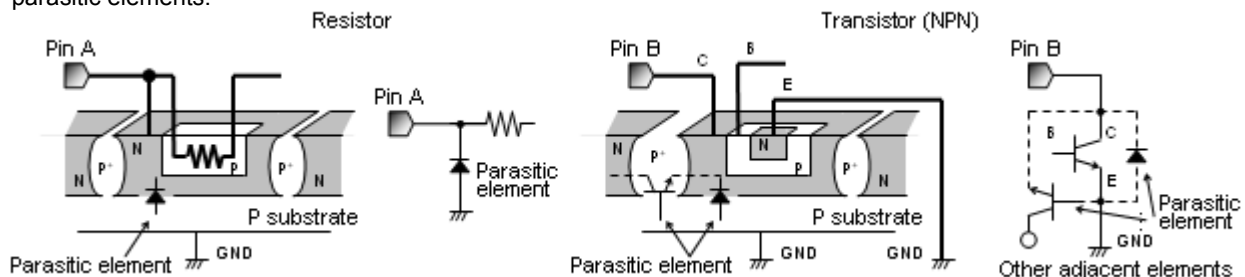 parasitic elements.
Resistor
Transistor (NPN)
Pin A
Pin B
C
B
E
Pin B
Pin A
N
P+
N
P
P+
N
Parasitic element
P substrate
GND
Parasitic element
N
P+
N
P
P+
N
P substrate
Parasitic element
GND
GND
B
C
E
Parasitic element
GND
Other adjacent elements